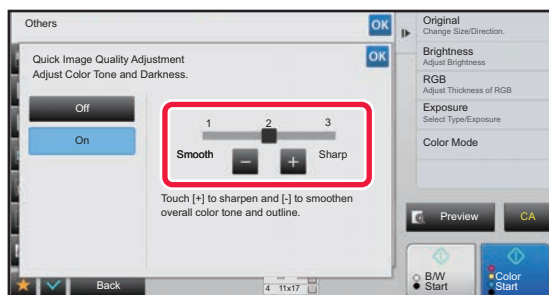 Others
OK
Quick Image Quality Adjustment
Adjust Color Tone and Darkness.
OK
Off
On
1 2 3
Smooth - + Sharp
Touch [+] to sharpen and [-] to smoothen
overall color tone and outline.
Back
4 11x17
Original
Change Size/Direction.
Brightness
Adjust Brightness
RGB
Adjust Thickness of RGB
Exposure
Select Type/Exposure
Color Mode
Preview
CA
B/W
Start
Color
Start